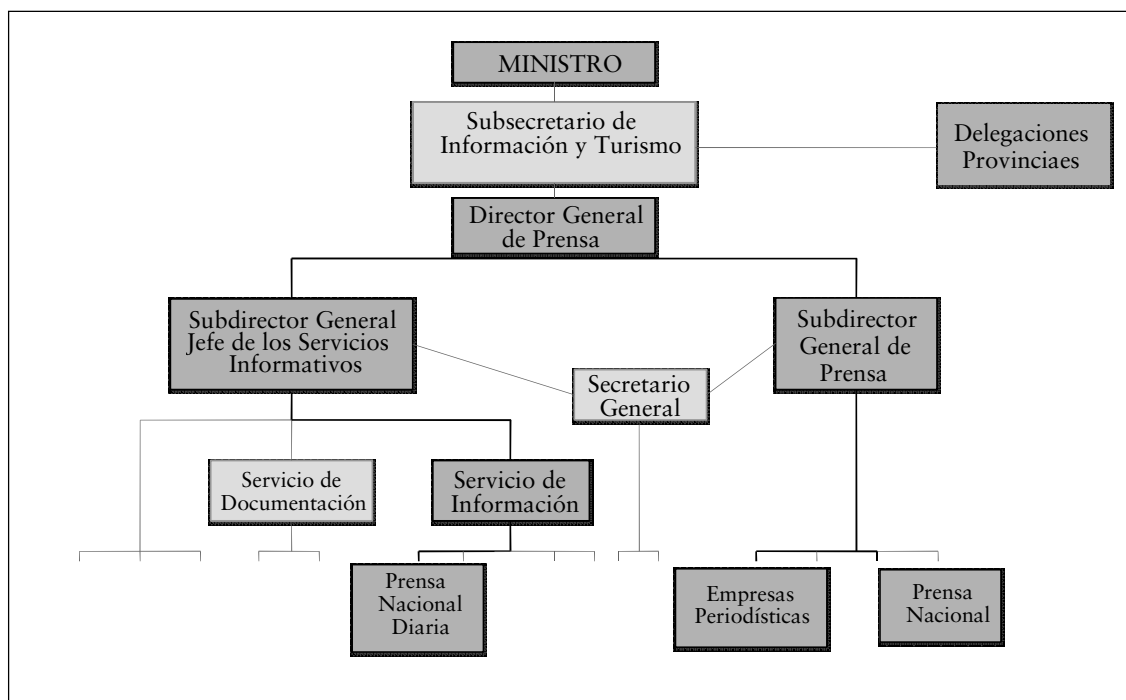 MINISTRO
Subsecretario de
Información y Turismo
Delegaciones
Provinciaes
Director General
de Prensa
Subdirector General
Jefe de los Servicios
Informativos
Subdirector
General de
Prensa
Secretario
General
Servicio de
Documentación
Servicio de
Información
Prensa
Nacional
Diaria
Empresas
Periodísticas
Prensa
Nacional